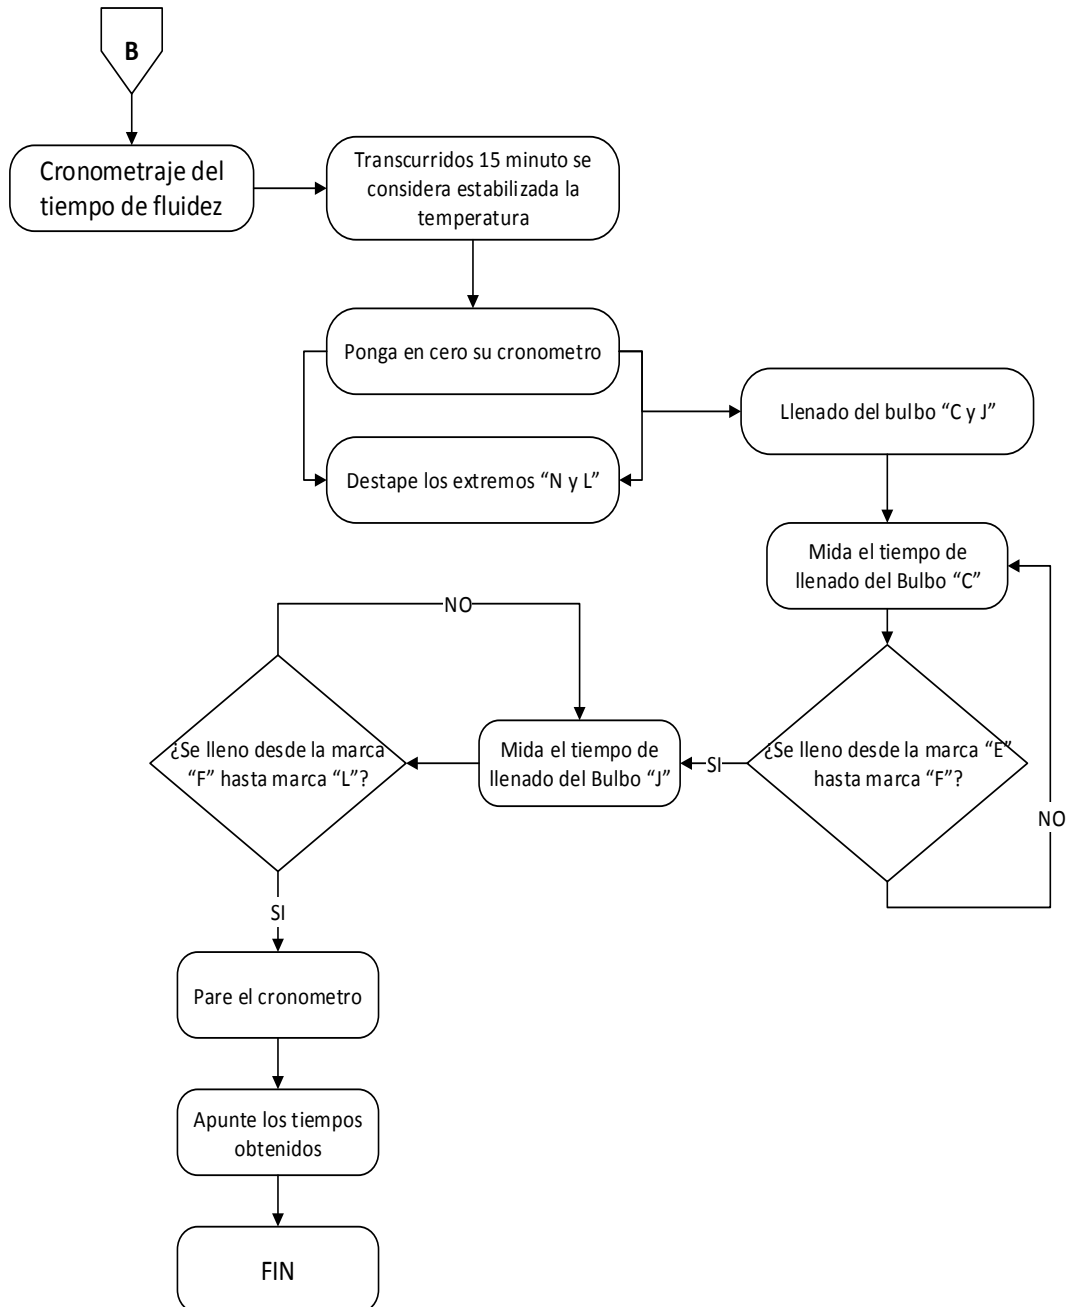 B
Cronometraje del
tiempo de fluidez
Transcurridos 15 minuto se
considera estabilizada la
temperatura
Ponga en cero su cronometro
Destape los extremos “N y L”
Llenado del bulbo “C y J”
Mida el tiempo de
llenado del Bulbo “C”
¿Se lleno desde la marca “E”
hasta marca “F”?
NO
SI
Mida el tiempo de
llenado del Bulbo “J”
¿Se lleno desde la marca
“F” hasta marca “L”?
NO
SI
Pare el cronometro
Apunte los tiempos
obtenidos
FIN